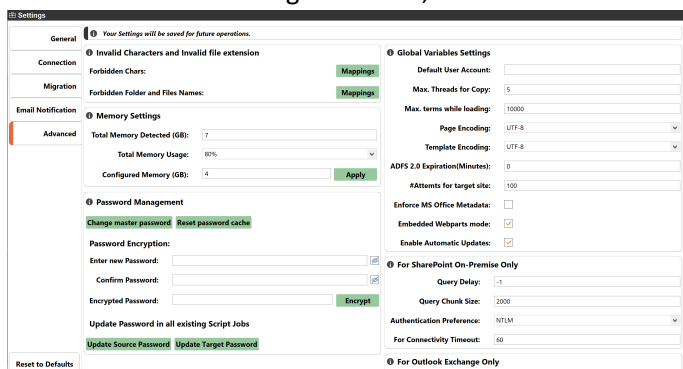 Settings
General
Connection
Migration
Email Notification
Advanced
Reset to Defaults
Your Settings will be saved for future operations.
Invalid Characters and Invalid file extension
Forbidden Chars: Mappings
Forbidden Folder and Files Names: Mappings
Memory Settings
Total Memory Detected (GB): 7
Total Memory Usage: 80%
Configured Memory (GB): 4 Apply
Password Management
Change master password Reset password cache
Password Encryption:
Enter new Password:
Confirm Password:
Encrypted Password: Encrypt
Update Password in all existing Script Jobs
Update Source Password Update Target Password
Global Variables Settings
Default User Account:
Max. Threads for Copy: 5
Max. terms while loading: 10000
Page Encoding: UTF-8
Template Encoding: UTF-8
ADFS 2.0 Expiration(Minutes): 0
#Attemts for target site: 100
Enforce MS Office Metadata:
Embedded Webparts mode:
Enable Automatic Updates:
For SharePoint On-Premise Only
Query Delay: -1
Query Chunk Size: 2000
Authentication Preference: NTLM
For Connectivity Timeout: 60
For Outlook Exchange Only